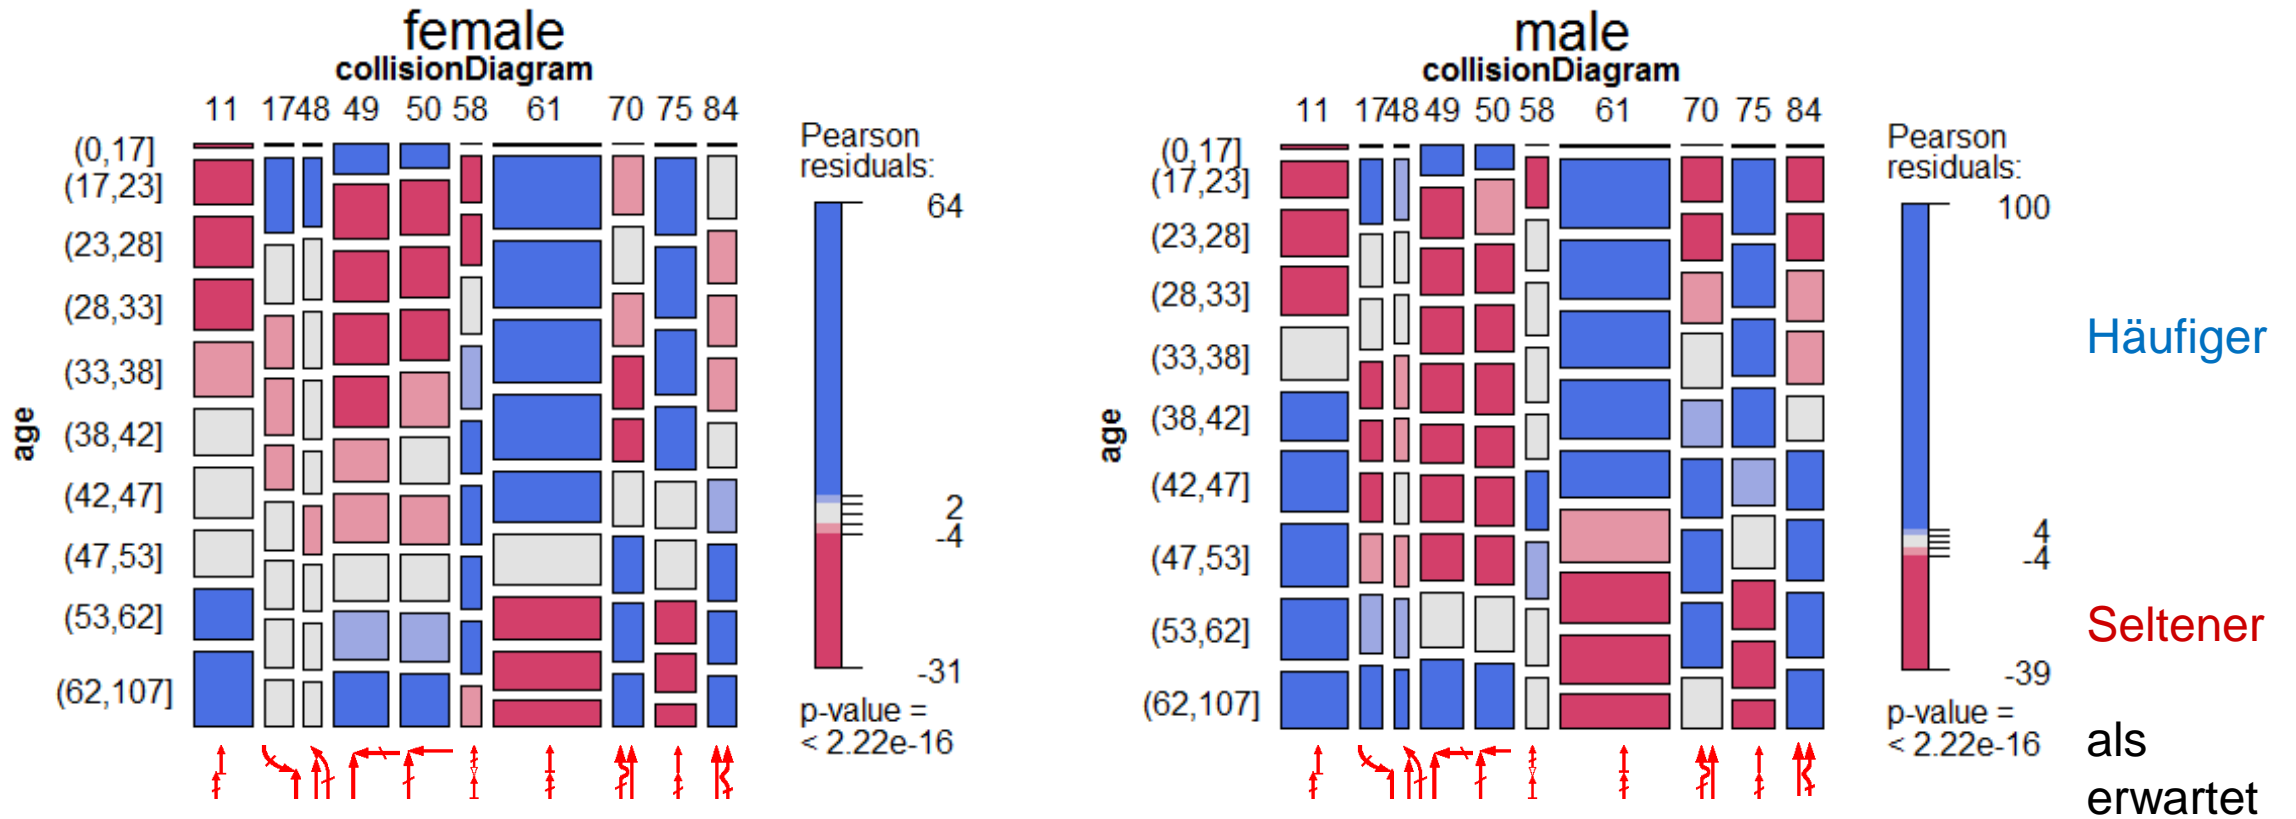 female
collisionDiagram
11 17 48 49 50 58 61 70 75 84
age
(0,17]
(17,23]
(23,28]
(28,33]
(33,38]
(38,42]
(42,47]
(47,53]
(53,62]
(62,107]
Pearson
residuals:
64
2
-4
-31
p-value =
< 2.22e-16
male
collisionDiagram
11 17 48 49 50 58 61 70 75 84
age
(0,17]
(17,23]
(23,28]
(28,33]
(33,38]
(38,42]
(42,47]
(47,53]
(53,62]
(62,107]
Pearson
residuals:
100
4
-4
-39
p-value =
< 2.22e-16
Häufiger
Seltener
als
erwartet